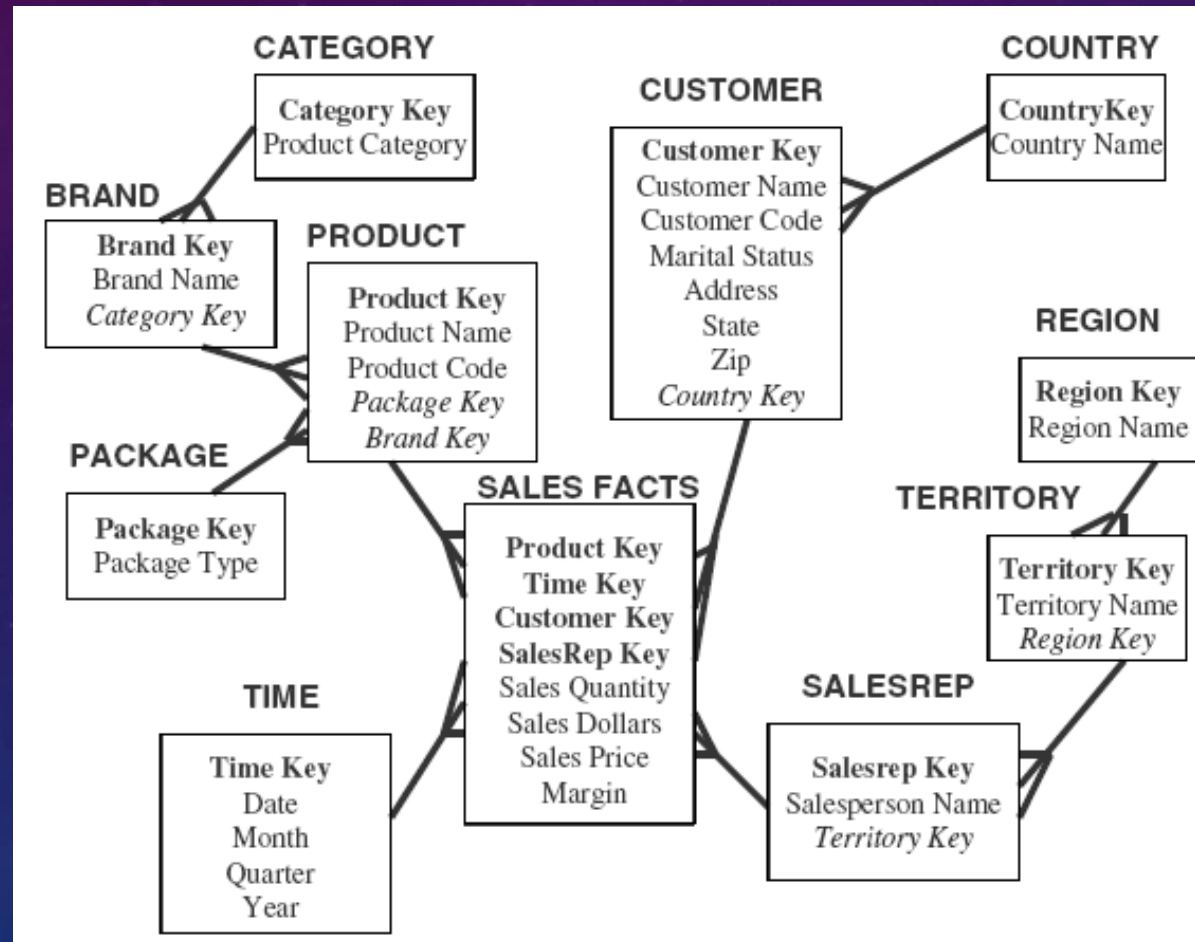 CATEGORY
Category Key
Product Category
BRAND
Brand Key
Brand Name
Category Key
PRODUCT
Product Key
Product Name
Product Code
Package Key
Brand Key
PACKAGE
Package Key
Package Type
CUSTOMER
Customer Key
Customer Name
Customer Code
Marital Status
Address
State
Zip
Country Key
COUNTRY
CountryKey
Country Name
REGION
Region Key
Region Name
TERRITORY
Territory Key
Territory Name
Region Key
SALES FACTS
Product Key
Time Key
Customer Key
SalesRep Key
Sales Quantity
Sales Dollars
Sales Price
Margin
TIME
Time Key
Date
Month
Quarter
Year
SALESREP
Salesrep Key
Salesperson Name
Territory Key